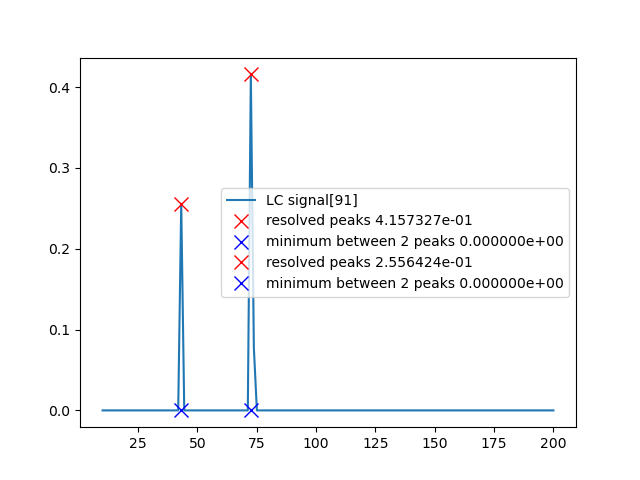 0.4
0.3
0.2
0.1
0.0
LC signal[91]
resolved peaks 4.157327e-01
minimum between 2 peaks 0.000000e+00
resolved peaks 2.556424e-01
minimum between 2 peaks 0.000000e+00
25 50 75 100 125 150 175 200